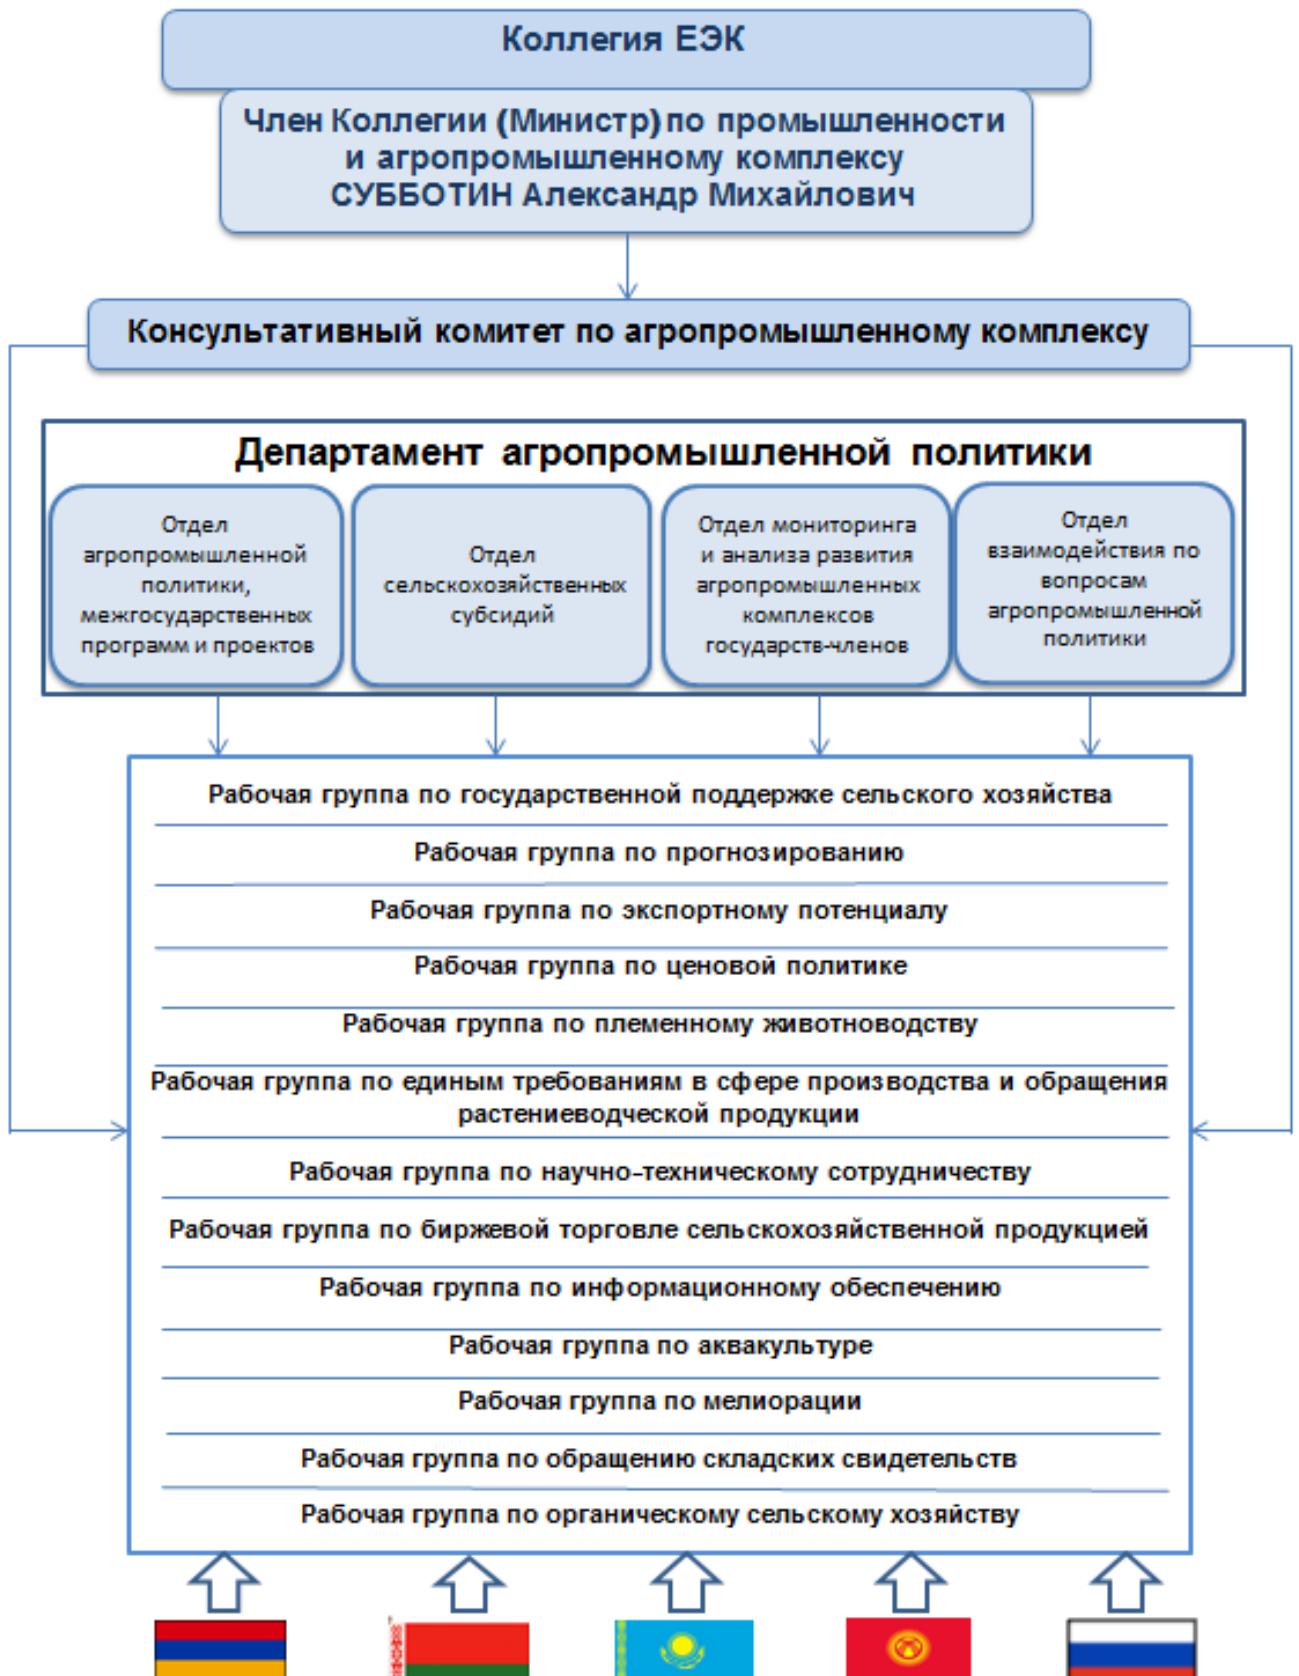 Коллегия ЕЭК
Член Коллегии (Министр) по промышленности
и агропромышленному комплексу
СУББОТИН Александр Михайлович
Консультативный комитет по агропромышленному комплексу
Департамент агропромышленной политики
Отдел
агропромышленной
политики,
межгосударственных
программ и проектов
Отдел
сельскохозяйственных
субсидий
Отдел мониторинга
и анализа развития
агропромышленных
комплексов
государств-членов
Отдел
взаимодействия по
вопросам
агропромышленной
политики
Рабочая группа по государственной поддержке сельского хозяйства
Рабочая группа по прогнозированию
Рабочая группа по экспортному потенциалу
Рабочая группа по ценовой политике
Рабочая группа по племенному животноводству
Рабочая группа по единым требованиям в сфере производства и обращения
растениеводческой продукции
Рабочая группа по научно-техническому сотрудничеству
Рабочая группа по биржевой торговле сельскохозяйственной продукцией
Рабочая группа по информационному обеспечению
Рабочая группа по аквакультуре
Рабочая группа по мелиорации
Рабочая группа по обращению складских свидетельств
Рабочая группа по органическому сельскому хозяйству